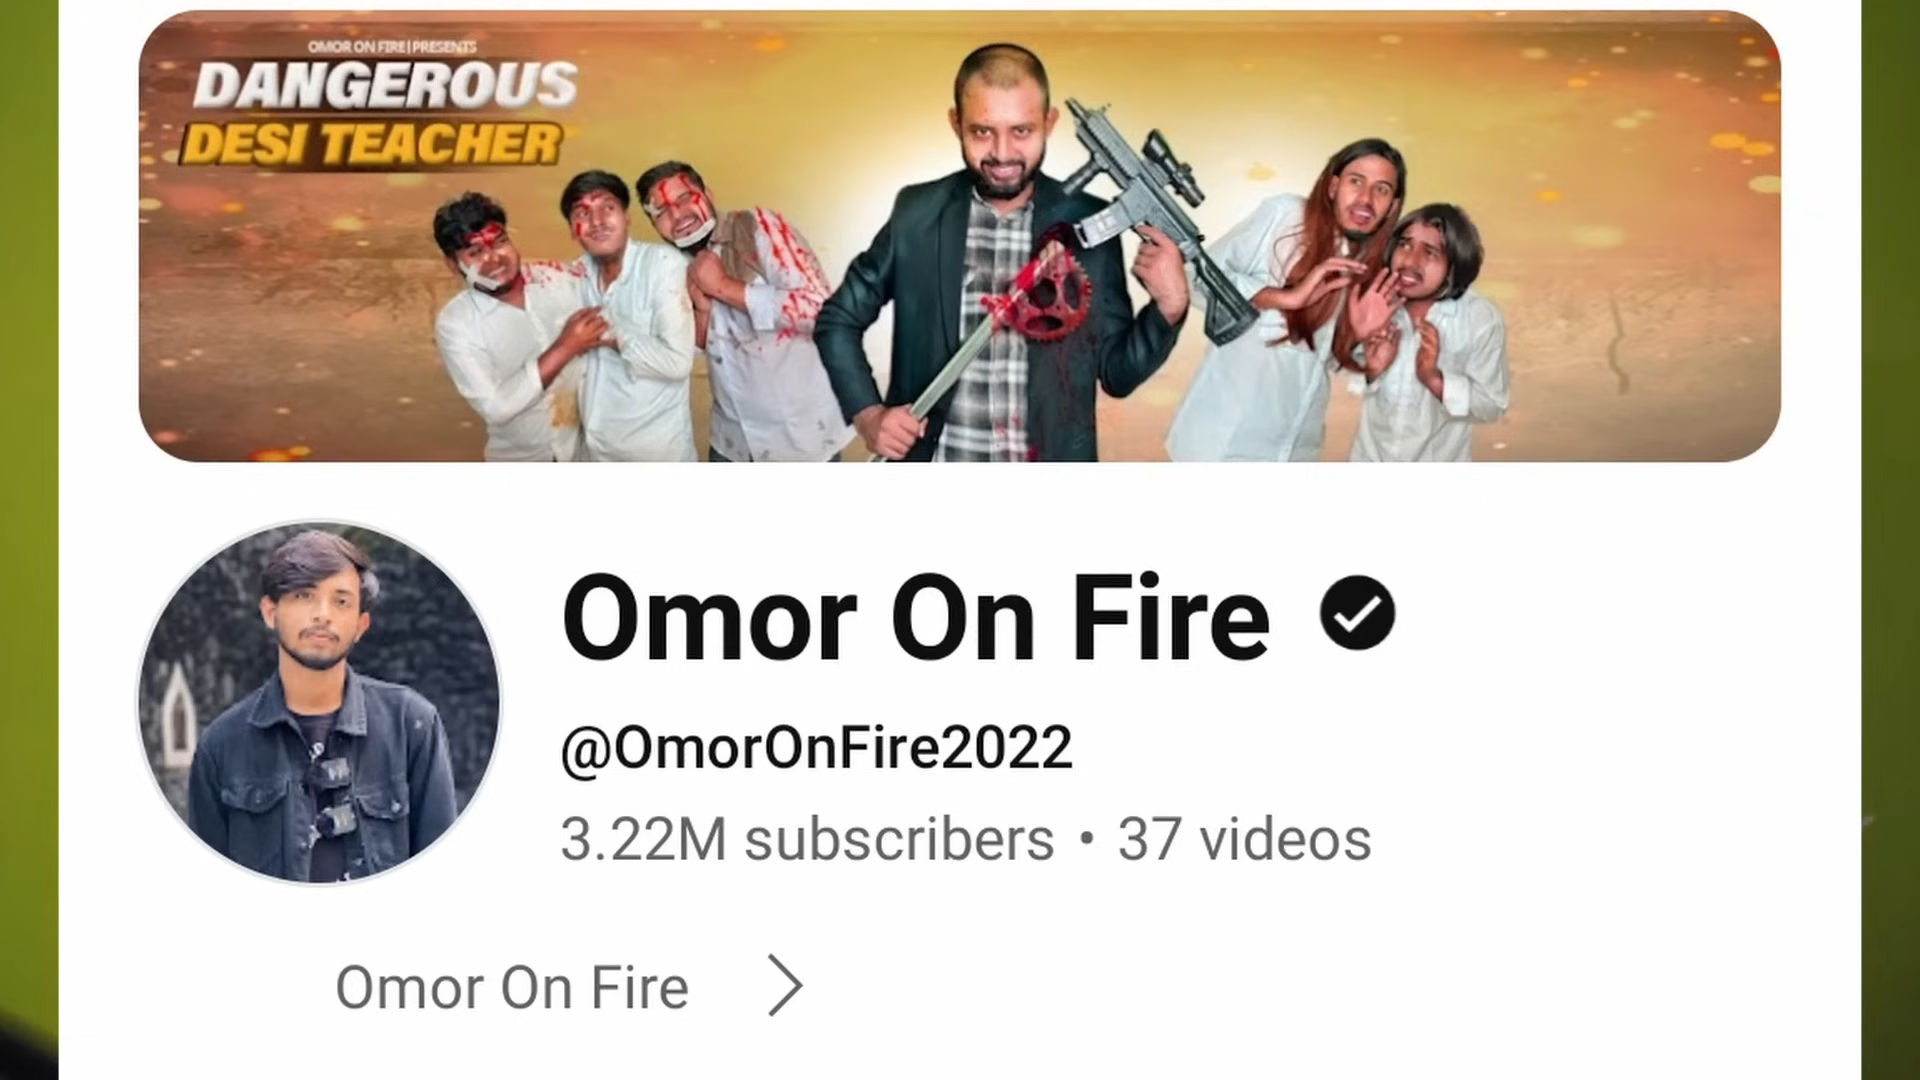 OMOR ON FIRE | PRESENTS
DANGEROUS
DESI TEACHER
Omor On Fire
@OmorOnFire2022
3.22M subscribers • 37 videos
Omor On Fire